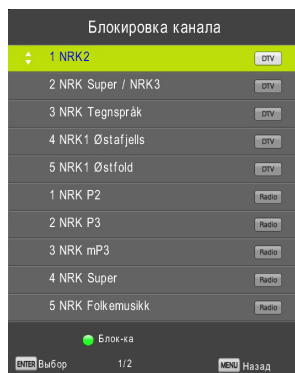 Блокировка канала
1 NRK2 DTV
2 NRK Super / NRK3 DTV
3 NRK Tegnspråk DTV
4 NRK1 Østafjells DTV
5 NRK1 Østfold DTV
1 NRK P2 Radio
2 NRK P3 Radio
3 NRK mP3 Radio
4 NRK Super Radio
5 NRK Folkemusikk Radio
Блок-ка
ENTER Выбор 1/2 MENU Назад